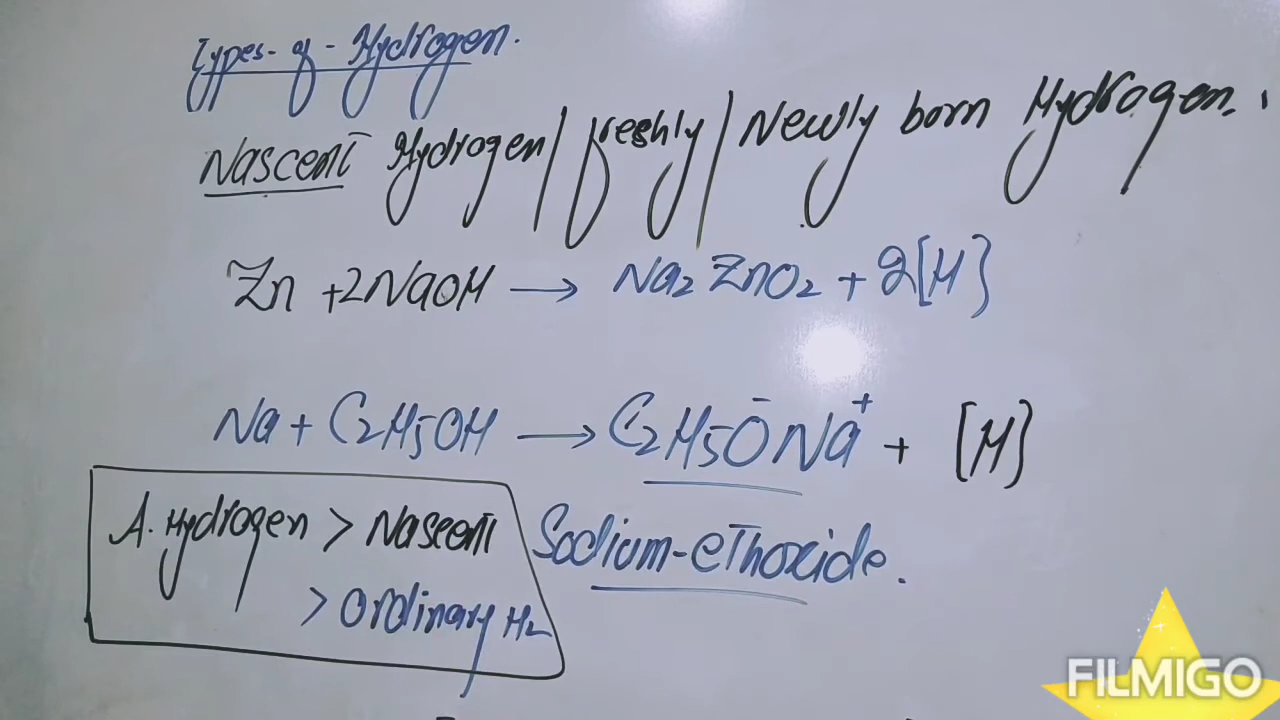 Types-of-Hydrogen.
Nascent Hydrogen/freshly/Newly born Hydrogen.
Zn +2NaOH → Na₂ZnO₂ + 2[H]
Na + C₂H₅OH → C₂H₅O⁻Na⁺ + [H]
A. Hydrogen > Nascent
> Ordinary H₂
Sodium-ethoxide.
FILMIGO